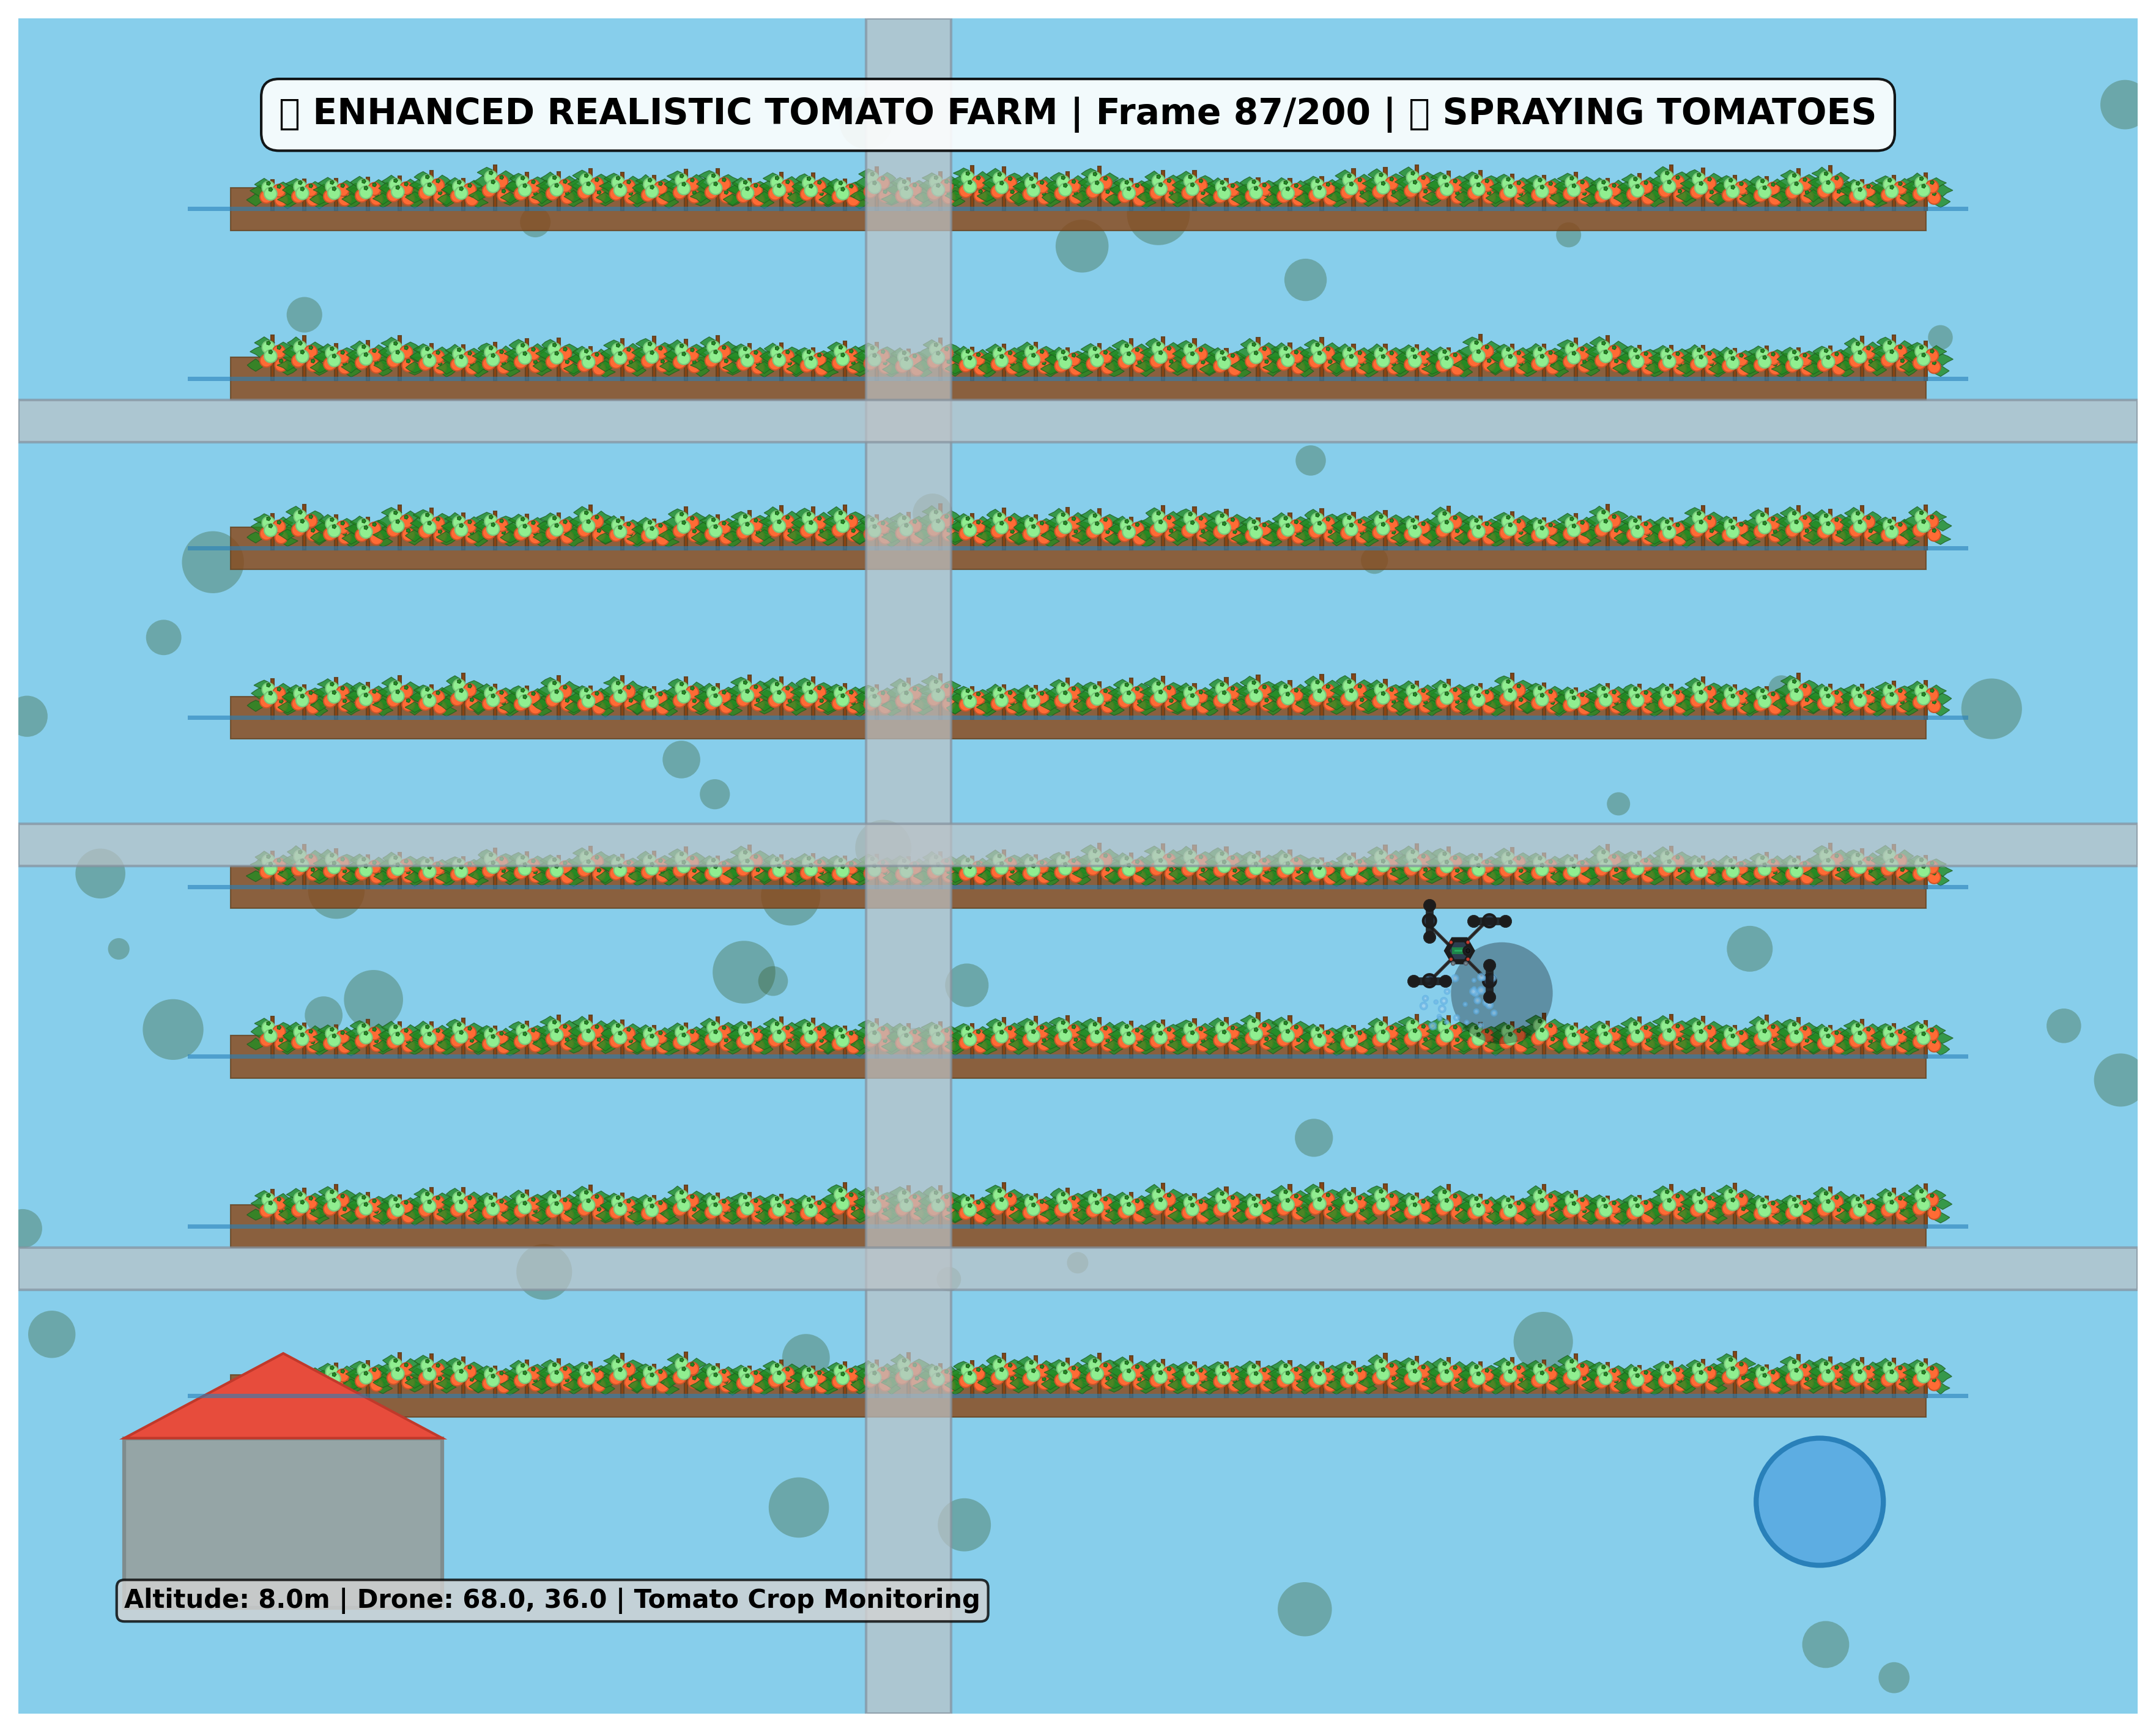 ▯ ENHANCED REALISTIC TOMATO FARM | Frame 87/200 | ▯ SPRAYING TOMATOES
Altitude: 8.0m | Drone: 68.0, 36.0 | Tomato Crop Monitoring